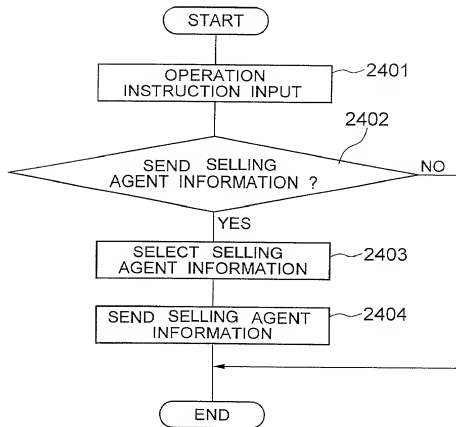 START
OPERATION
INSTRUCTION INPUT
2401
2402
SEND SELLING
AGENT INFORMATION ?
NO
YES
SELECT SELLING
AGENT INFORMATION
2403
SEND SELLING AGENT
INFORMATION
2404
END